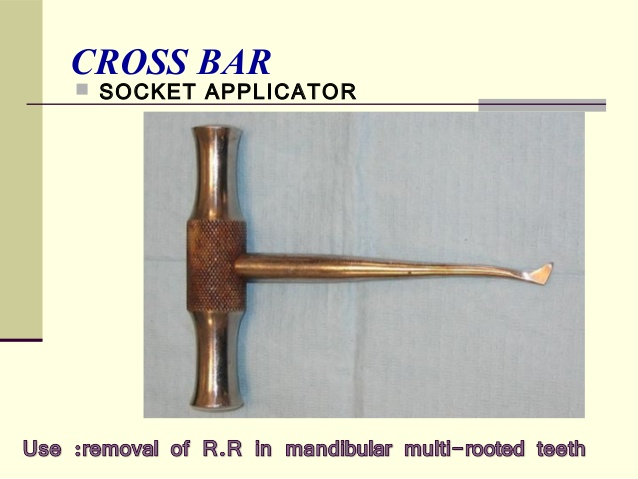 CROSS BAR
SOCKET APPLICATOR
Use :removal of R.R in mandibular multi-rooted teeth